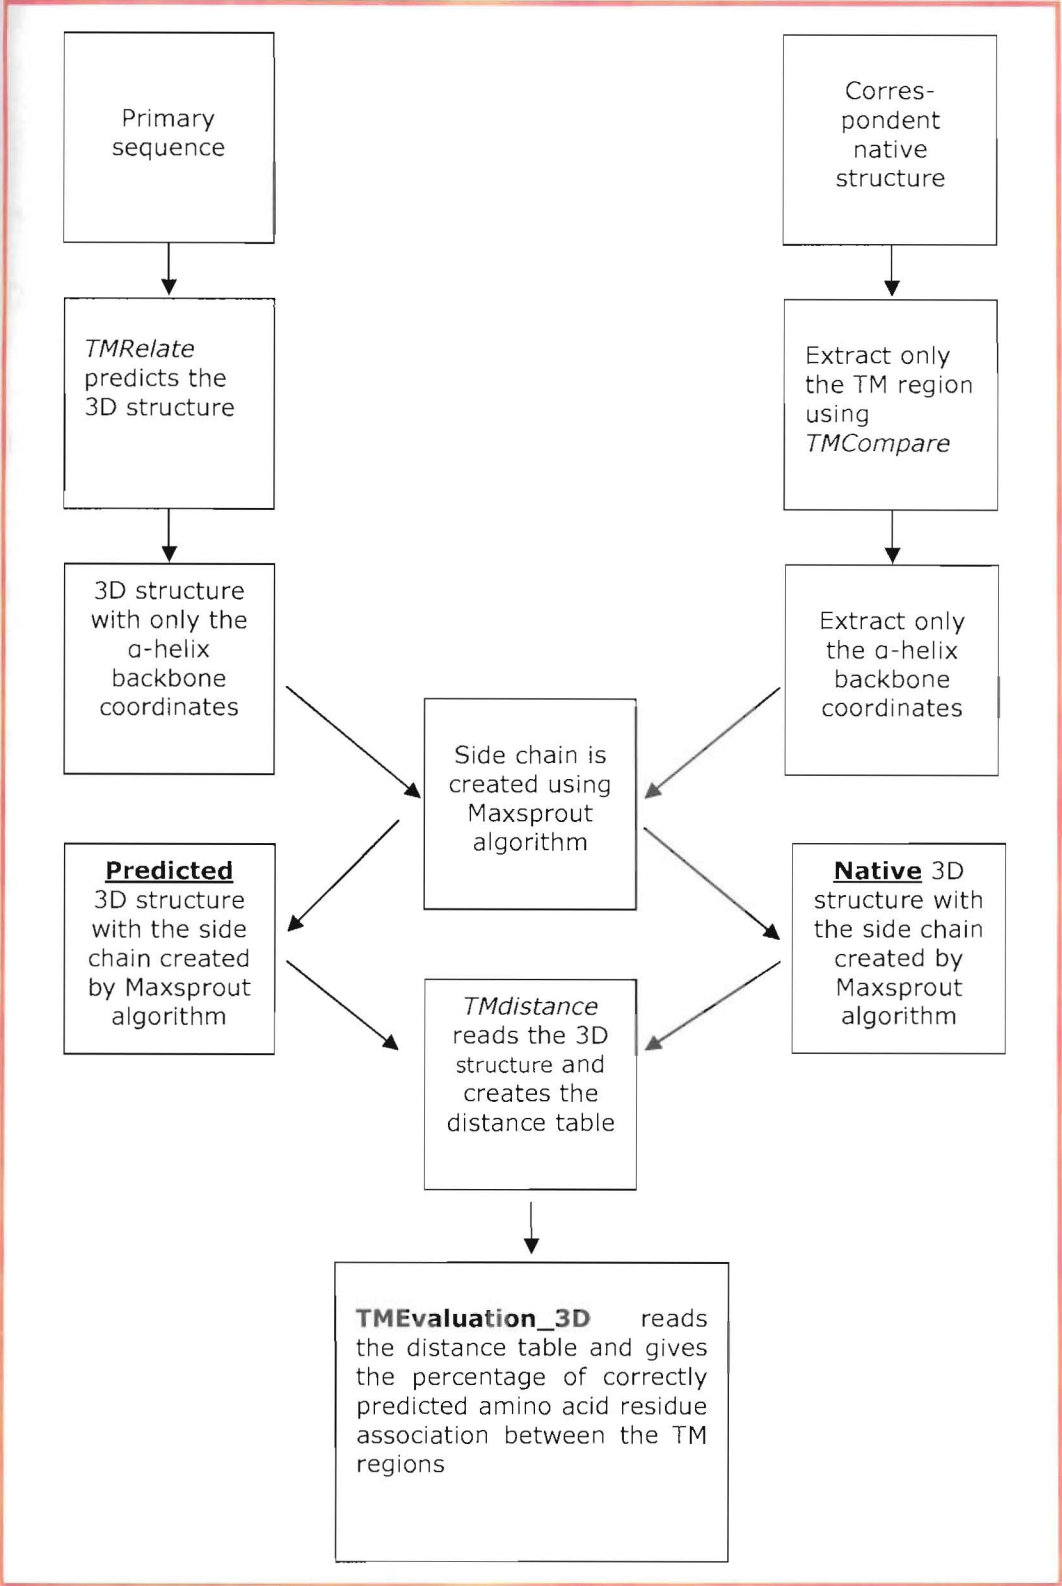 Primary
sequence
Corres-
pondent
native
structure
TMRelate
predicts the
3D structure
Extract only
the TM region
using
TMCompare
3D structure
with only the
α-helix
backbone
coordinates
Extract only
the α-helix
backbone
coordinates
Side chain is
created using
Maxsprout
algorithm
Predicted
3D structure
with the side
chain created
by Maxsprout
algorithm
Native 3D
structure with
the side chain
created by
Maxsprout
algorithm
TMdistance
reads the 3D
structure and
creates the
distance table
TMEvaluation_3D reads
the distance table and gives
the percentage of correctly
predicted amino acid residue
association between the TM
regions